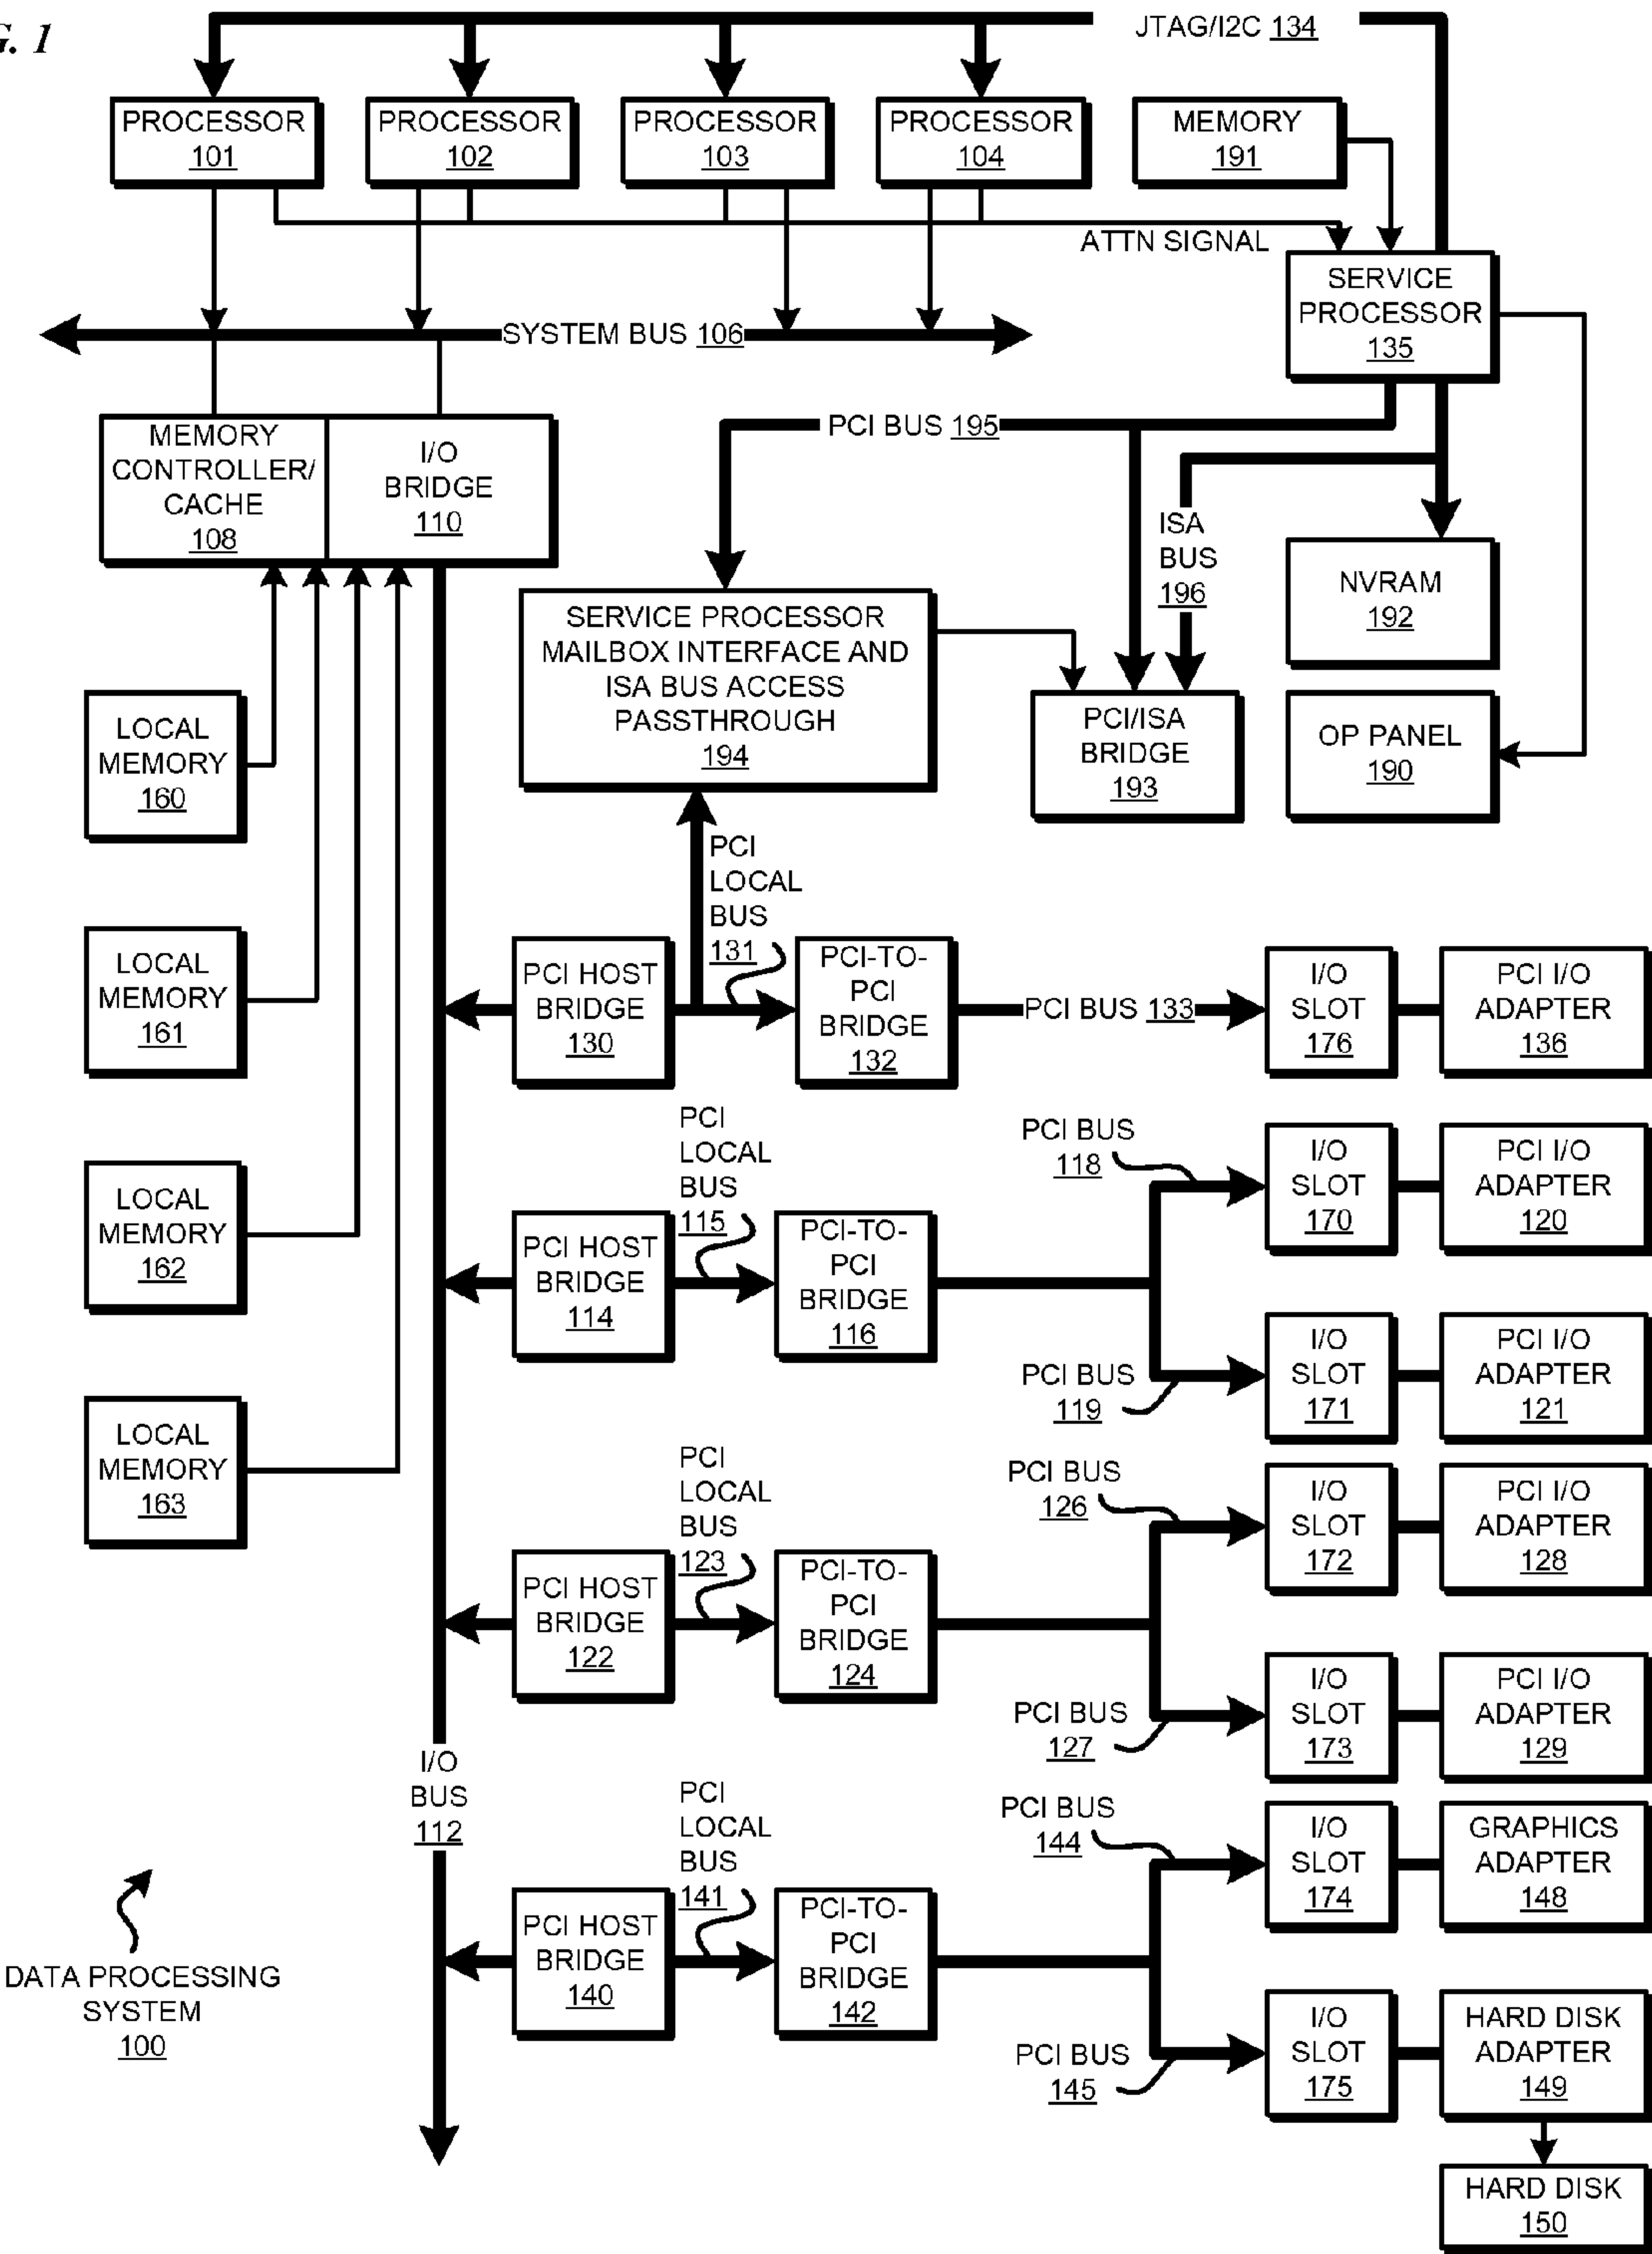 G. 1
JTAG/I2C 134
PROCESSOR
101
PROCESSOR
102
PROCESSOR
103
PROCESSOR
104
MEMORY
191
ATTN SIGNAL
SERVICE
PROCESSOR
135
SYSTEM BUS 106
MEMORY
CONTROLLER/
CACHE
108
I/O
BRIDGE
110
PCI BUS 195
ISA
BUS
196
NVRAM
192
SERVICE PROCESSOR
MAILBOX INTERFACE AND
ISA BUS ACCESS
PASSTHROUGH
194
PCI/ISA
BRIDGE
193
OP PANEL
190
LOCAL
MEMORY
160
LOCAL
MEMORY
161
LOCAL
MEMORY
162
LOCAL
MEMORY
163
PCI
LOCAL
BUS
131
PCI HOST
BRIDGE
130
PCI-TO-
PCI
BRIDGE
132
PCI BUS 133
I/O
SLOT
176
PCI I/O
ADAPTER
136
PCI
LOCAL
BUS
115
PCI HOST
BRIDGE
114
PCI-TO-
PCI
BRIDGE
116
PCI BUS
118
I/O
SLOT
170
PCI I/O
ADAPTER
120
PCI BUS
119
I/O
SLOT
171
PCI I/O
ADAPTER
121
PCI
LOCAL
BUS
123
PCI HOST
BRIDGE
122
PCI-TO-
PCI
BRIDGE
124
PCI BUS
126
I/O
SLOT
172
PCI I/O
ADAPTER
128
PCI BUS
127
I/O
SLOT
173
PCI I/O
ADAPTER
129
I/O
BUS
112
PCI
LOCAL
BUS
141
PCI HOST
BRIDGE
140
PCI-TO-
PCI
BRIDGE
142
PCI BUS
144
I/O
SLOT
174
GRAPHICS
ADAPTER
148
PCI BUS
145
I/O
SLOT
175
HARD DISK
ADAPTER
149
HARD DISK
150
DATA PROCESSING
SYSTEM
100